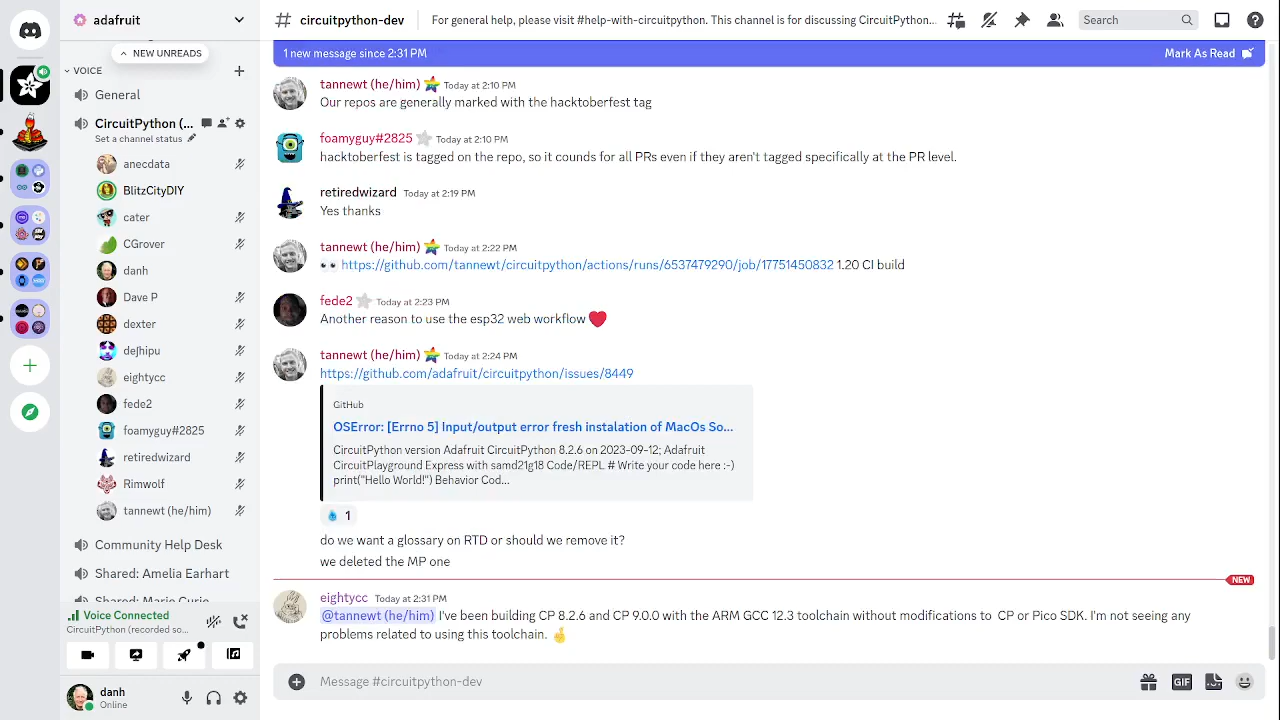 adafruit
NEW UNREADS
VOICE
General
CircuitPython (...
Set a channel status
anecdata
BlitzCityDIY
cater
CGrover
danh
Dave P
dexter
deʃhipu
eightycc
fede2
foamyguy#2825
retiredwizard
Rimwolf
tannewt (he/him)
Community Help Desk
Shared: Amelia Earhart
Shared: Marie Curie
Voice Connected
CircuitPython (recorded so...
danh
Online
# circuitpython-dev
For general help, please visit #help-with-circuitpython. This channel is for discussing CircuitPython...
Search
1 new message since 2:31 PM
Mark As Read
tannewt (he/him) Today at 2:10 PM
Our repos are generally marked with the hacktoberfest tag
foamyguy#2825 Today at 2:10 PM
hacktoberfest is tagged on the repo, so it counds for all PRs even if they aren't tagged specifically at the PR level.
retiredwizard Today at 2:19 PM
Yes thanks
tannewt (he/him) Today at 2:22 PM
👀 https://github.com/tannewt/circuitpython/actions/runs/6537479290/job/17751450832 1.20 CI build
fede2 Today at 2:23 PM
Another reason to use the esp32 web workflow ❤️
tannewt (he/him) Today at 2:24 PM
https://github.com/adafruit/circuitpython/issues/8449
GitHub
OSError: [Errno 5] Input/output error fresh instalation of MacOs So...
CircuitPython version Adafruit CircuitPython 8.2.6 on 2023-09-12; Adafruit
CircuitPlayground Express with samd21g18 Code/REPL # Write your code here :-)
print("Hello World!") Behavior Cod...
1
do we want a glossary on RTD or should we remove it?
we deleted the MP one
NEW
eightycc Today at 2:31 PM
@tannewt (he/him) I've been building CP 8.2.6 and CP 9.0.0 with the ARM GCC 12.3 toolchain without modifications to CP or Pico SDK. I'm not seeing any
problems related to using this toolchain. 🤞
Message #circuitpython-dev
GIF